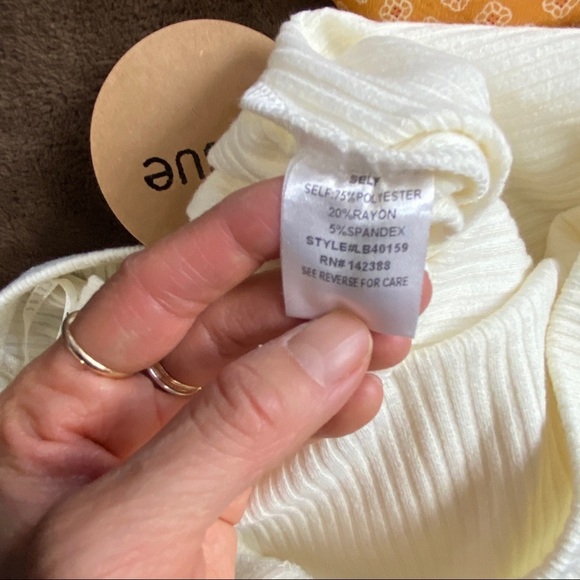 SELF
SELF:75%POLYESTER
20%RAYON
5%SPANDEX
STYLE#LB40159
RN# 142388
SEE REVERSE FOR CARE